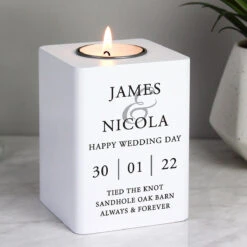 JAMES
&
NICOLA
HAPPY WEDDING DAY
30 | 01 | 22
TIED THE KNOT
SANDHOLE OAK BARN
ALWAYS & FOREVER